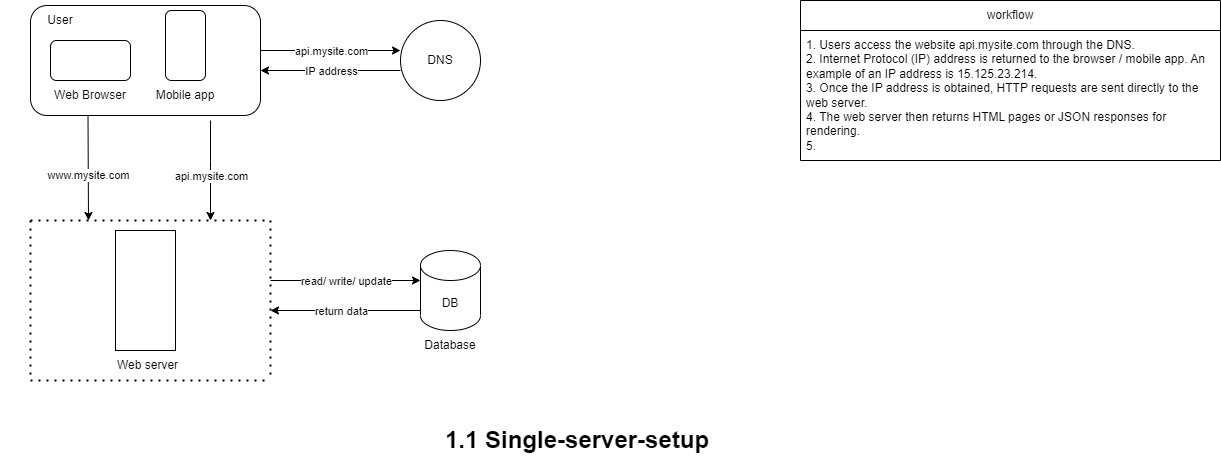 User
Web Browser
Mobile app
api.mysite.com
IP address
DNS
www.mysite.com
api.mysite.com
Web server
read/ write/ update
return data
DB
Database
workflow
1. Users access the website api.mysite.com through the DNS.
2. Internet Protocol (IP) address is returned to the browser / mobile app. An
example of an IP address is 15.125.23.214.
3. Once the IP address is obtained, HTTP requests are sent directly to the
web server.
4. The web server then returns HTML pages or JSON responses for
rendering.
5.
1.1 Single-server-setup